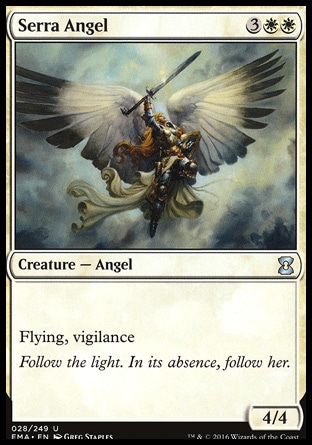 Serra Angel 3
Creature — Angel
Flying, vigilance
Follow the light. In its absence, follow her.
4/4
028/249 U
EMA • EN Greg Staples ™ & © 2016 Wizards of the Coast